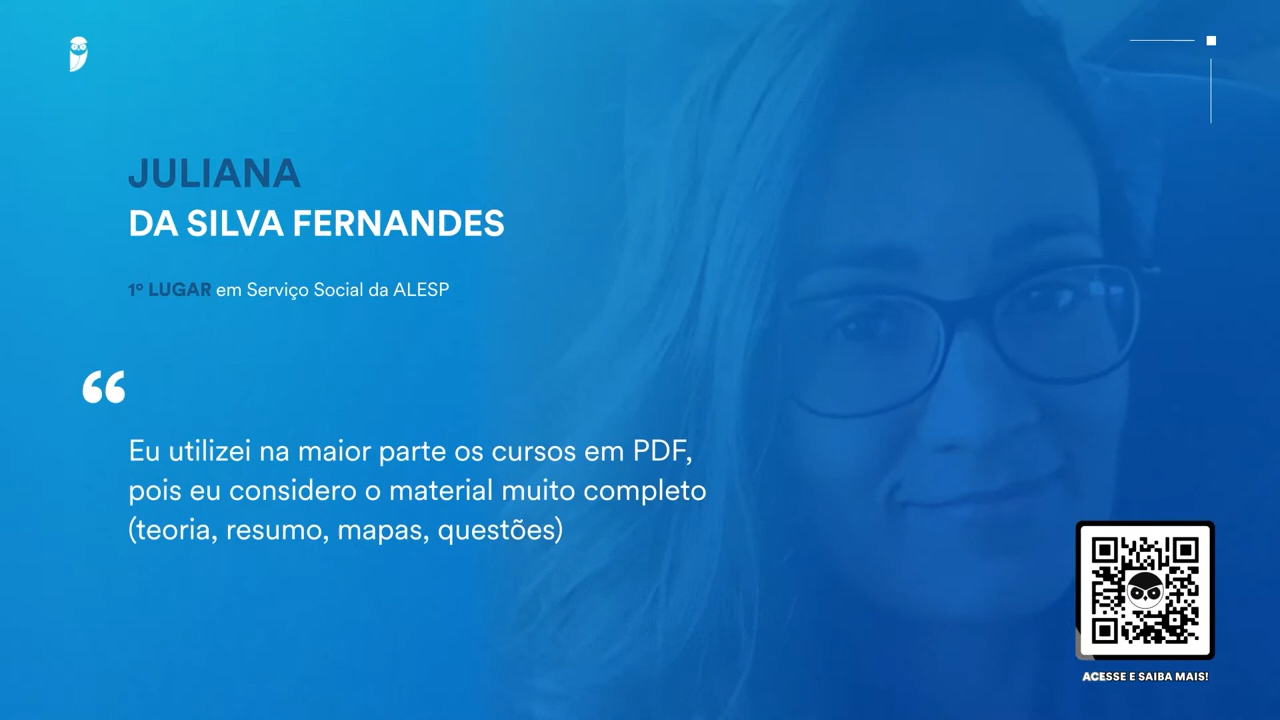 JULIANA
DA SILVA FERNANDES
1º LUGAR em Serviço Social da ALESP
“
Eu utilizei na maior parte os cursos em PDF,
pois eu considero o material muito completo
(teoria, resumo, mapas, questões)
ACESSE E SAIBA MAIS!